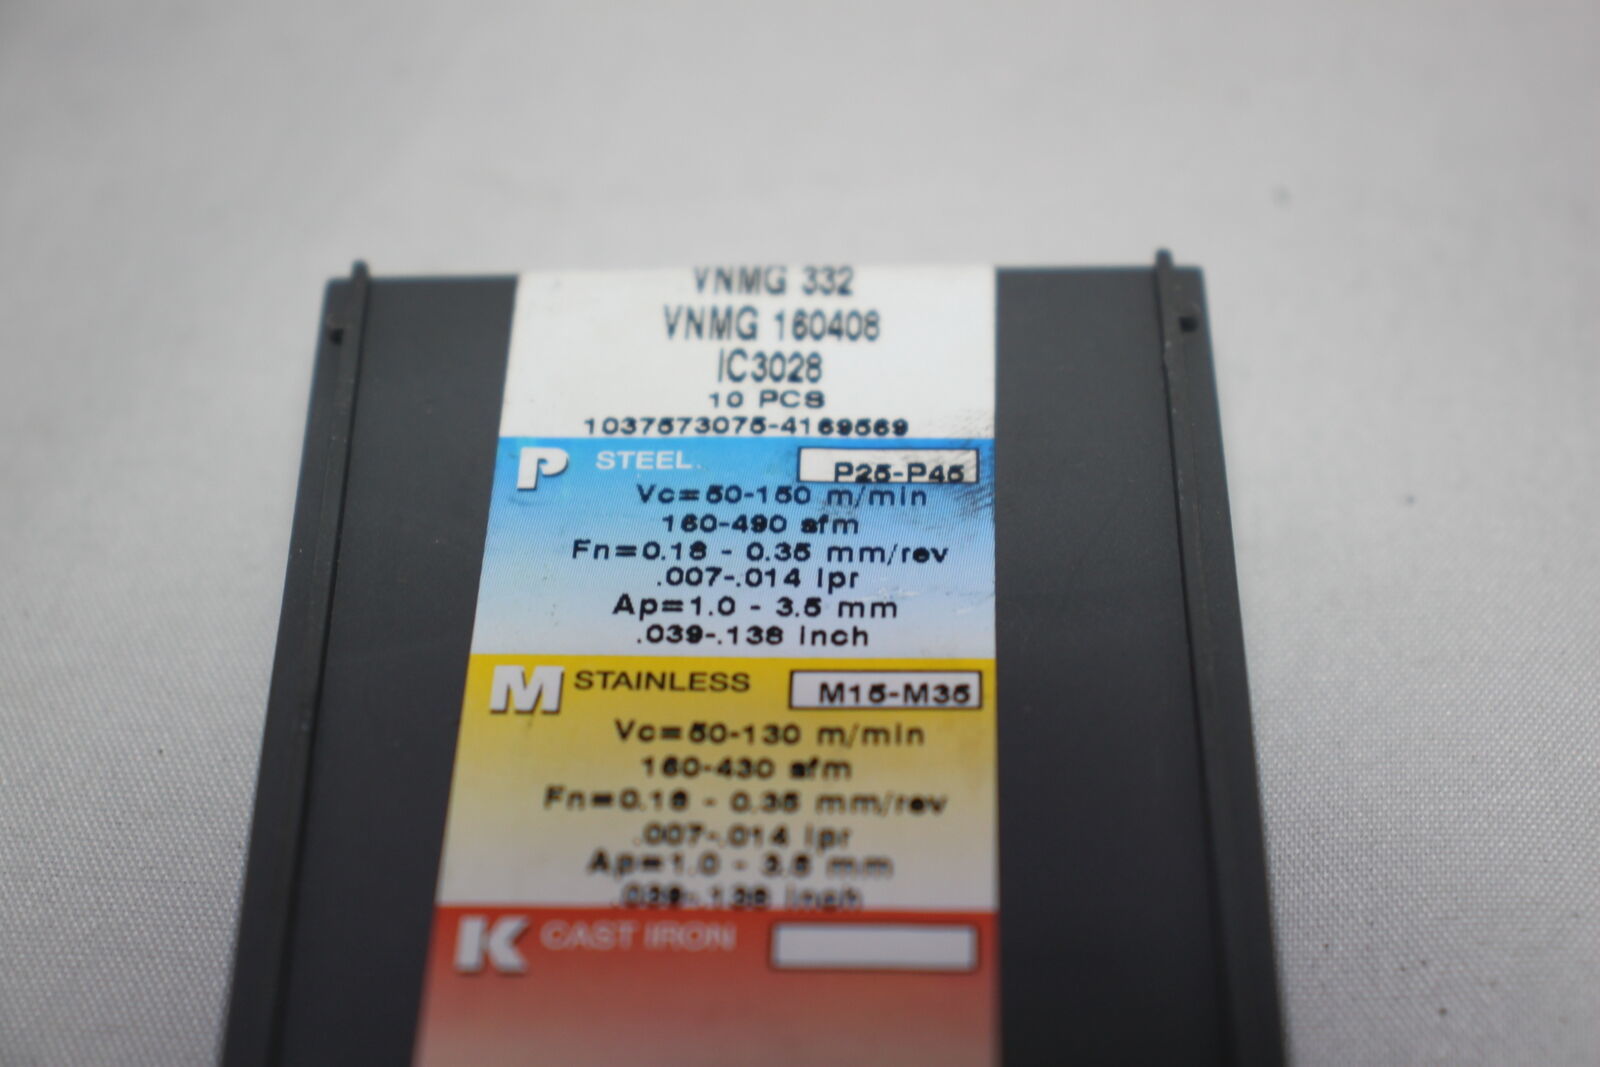 VNMG 332
VNMG 160408
IC3028
10 PCS
1037573075-4169569
P STEEL P25-P45
Vc=50-150 m/min
160-490 sfm
Fn=0.18 - 0.35 mm/rev
.007-.014 ipr
Ap=1.0 - 3.5 mm
.039-.138 inch
M STAINLESS M15-M35
Vc=50-130 m/min
160-430 sfm
Fn=0.18 - 0.35 mm/rev
.007-.014 ipr
Ap=1.0 - 3.5 mm
.039-.138 inch
K CAST IRON